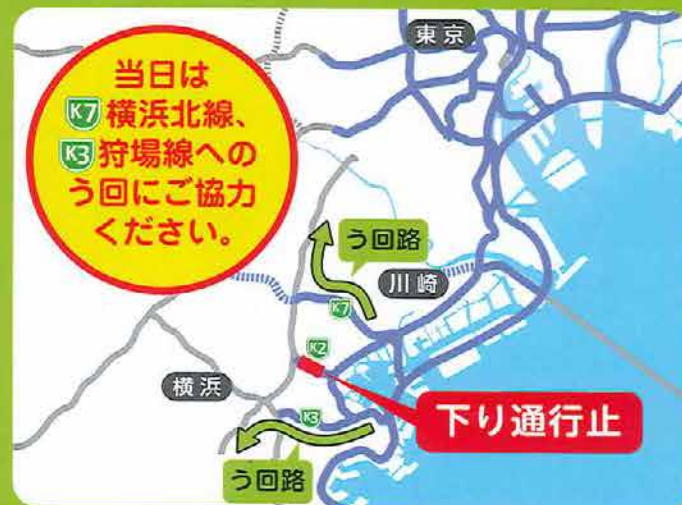 当日は
K7 横浜北線、
K3 狩場線への
う回にご協力
ください。
東京
う回路
川崎
K7
K2
横浜
K3
下り通行止
う回路